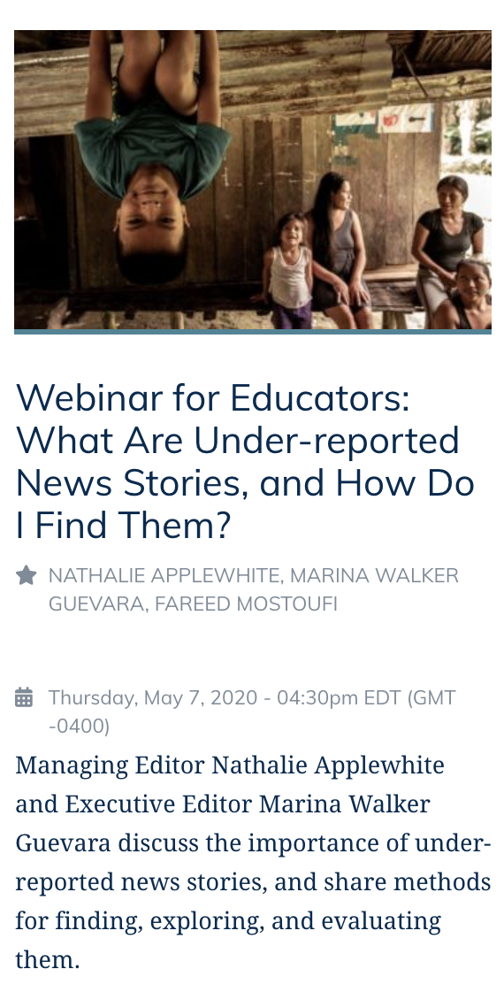 Webinar for Educators:
What Are Under-reported
News Stories, and How Do
I Find Them?
NATHALIE APPLEWHITE, MARINA WALKER
GUEVARA, FAREED MOSTOUFI
Thursday, May 7, 2020 - 04:30pm EDT (GMT
-0400)
Managing Editor Nathalie Applewhite
and Executive Editor Marina Walker
Guevara discuss the importance of under-
reported news stories, and share methods
for finding, exploring, and evaluating
them.